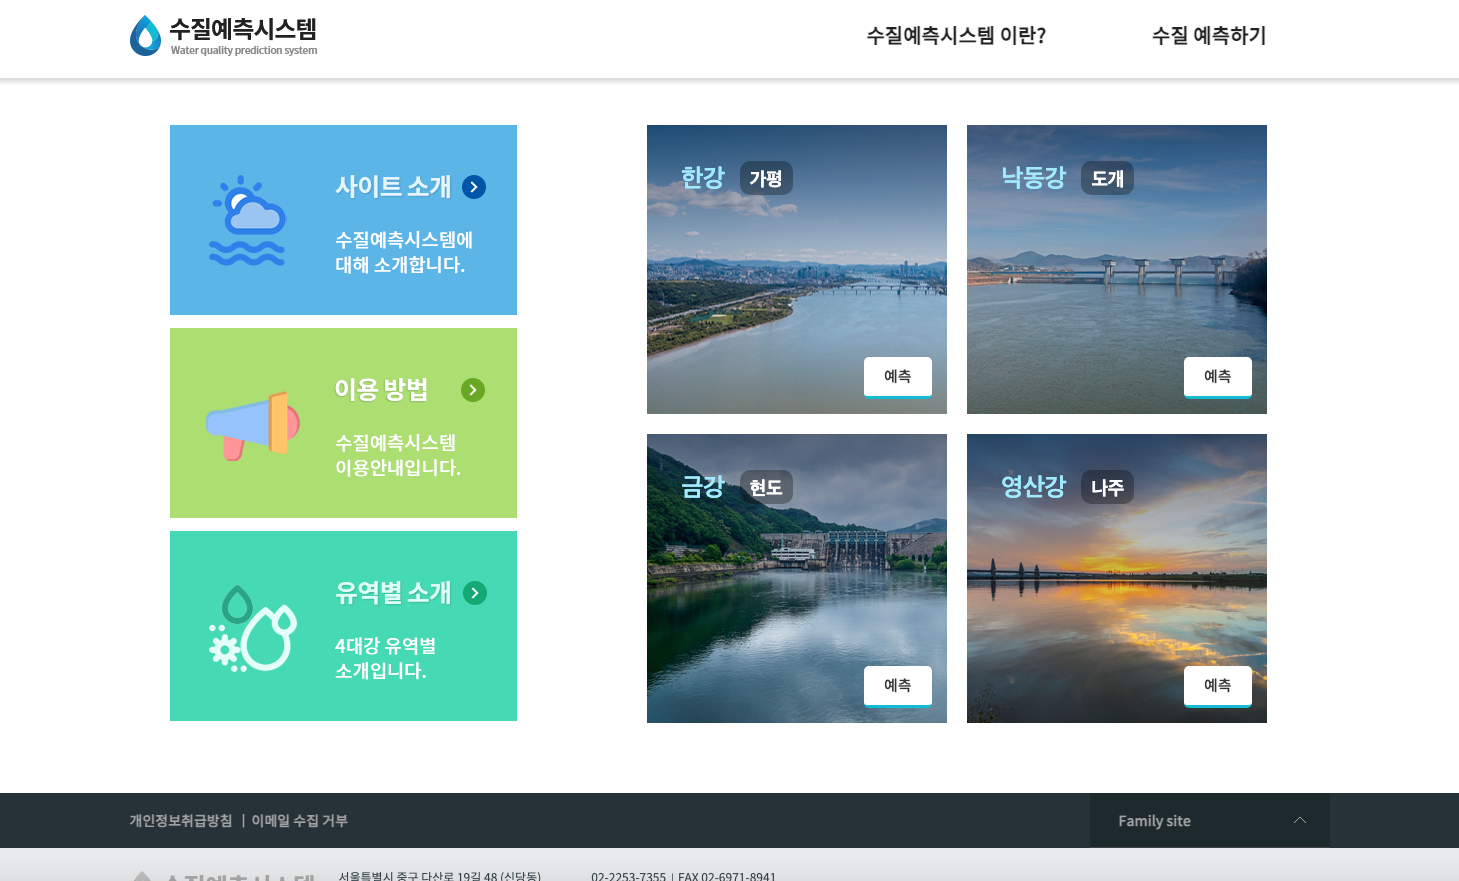 수질예측시스템
Water quality prediction system
수질예측시스템 이란?
수질 예측하기
사이트 소개
수질예측시스템에
대해 소개합니다.
이용 방법
수질예측시스템
이용안내입니다.
유역별 소개
4대강 유역별
소개입니다.
한강 가평
예측
낙동강 도개
예측
금강 현도
예측
영산강 나주
예측
개인정보취급방침 | 이메일 수집 거부
Family site
수질예측시스템
서울특별시 중구 다산로 19길 48 (신당동)
02-2253-7355 | FAX 02-6971-8941